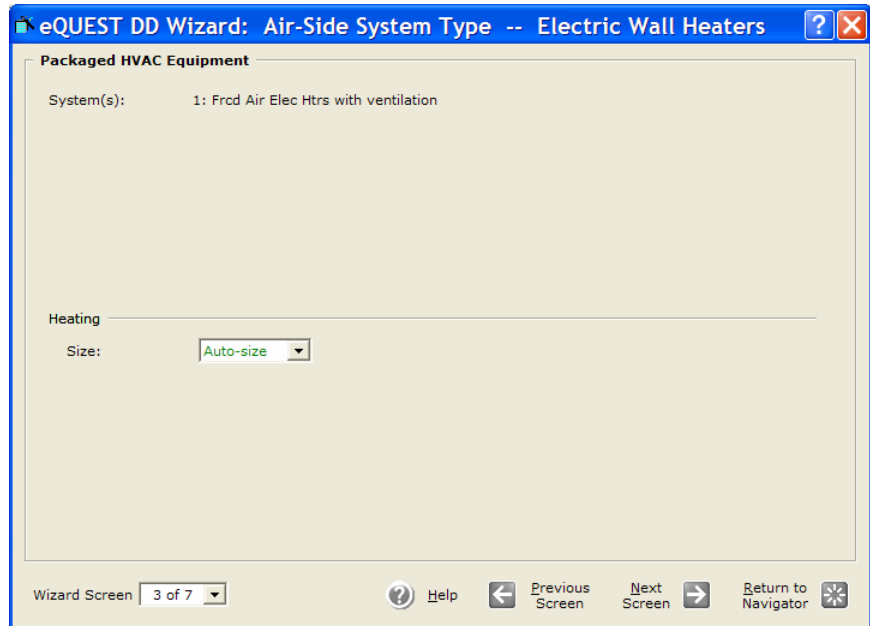 eQUEST DD Wizard: Air-Side System Type -- Electric Wall Heaters
Packaged HVAC Equipment
System(s): 1: Frcd Air Elec Htrs with ventilation
Heating
Size: Auto-size
Wizard Screen 3 of 7 Help Previous Screen Next Screen Return to Navigator